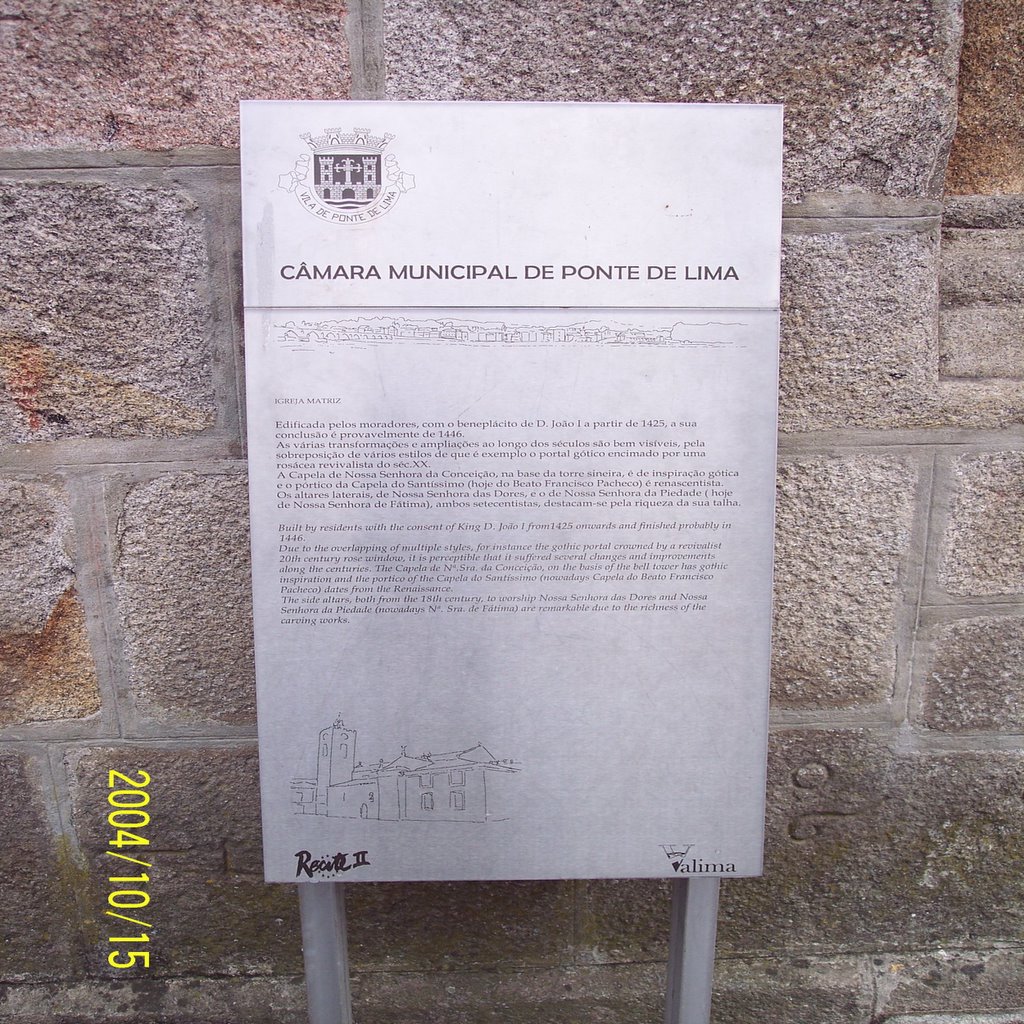 VILA DE PONTE DE LIMA
CÂMARA MUNICIPAL DE PONTE DE LIMA
IGREJA MATRIZ
Edificada pelos moradores, com o beneplácito de D. João I a partir de 1425, a sua
conclusão é provavelmente de 1446.
As várias transformações e ampliações ao longo dos séculos são bem visíveis, pela
sobreposição de vários estilos de que é exemplo o portal gótico encimado por uma
rosácea revivalista do séc.XX.
A Capela de Nossa Senhora da Conceição, na base da torre sineira, é de inspiração gótica
e o pórtico da Capela do Santíssimo (hoje do Beato Francisco Pacheco) é renascentista.
Os altares laterais, de Nossa Senhora das Dores, e o de Nossa Senhora da Piedade ( hoje
de Nossa Senhora de Fátima), ambos setecentistas, destacam-se pela riqueza da sua talha.
Built by residents with the consent of King D. João I from1425 onwards and finished probably in
1446.
Due to the overlapping of multiple styles, for instance the gothic portal crowned by a revivalist
20th century rose window, it is perceptible that it suffered several changes and improvements
along the centuries. The Capela de Nª.Sra. da Conceição, on the basis of the bell tower has gothic
inspiration and the portico of the Capela do Santíssimo (nowadays Capela do Beato Francisco
Pacheco) dates from the Renaissance.
The side altars, both from the 18th century, to worship Nossa Senhora das Dores and Nossa
Senhora da Piedade (nowadays Nª. Sra. de Fátima) are remarkable due to the richness of the
carving works.
Recite II
Valima
2004/10/15